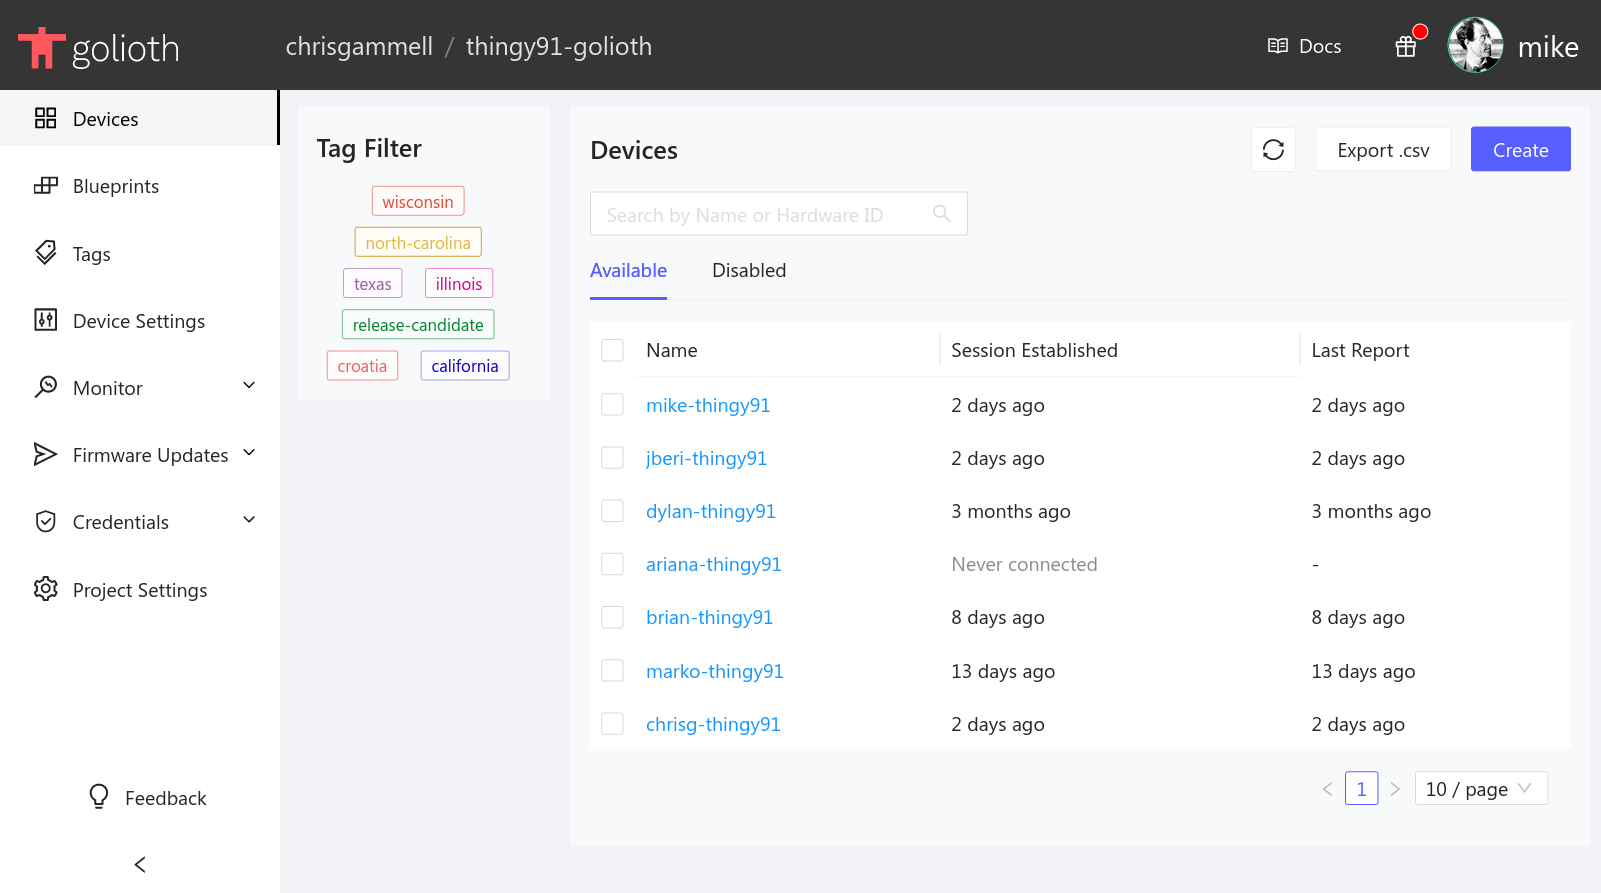 golioth
chrisgammell / thingy91-golioth
Docs
mike
Devices
Blueprints
Tags
Device Settings
Monitor
Firmware Updates
Credentials
Project Settings
Feedback
Tag Filter
wisconsin
north-carolina
texas illinois
release-candidate
croatia california
Devices
Export .csv
Create
Search by Name or Hardware ID
Available Disabled
Name Session Established Last Report
mike-thingy91 2 days ago 2 days ago
jberi-thingy91 2 days ago 2 days ago
dylan-thingy91 3 months ago 3 months ago
ariana-thingy91 Never connected -
brian-thingy91 8 days ago 8 days ago
marko-thingy91 13 days ago 13 days ago
chrisg-thingy91 2 days ago 2 days ago
1 10 / page